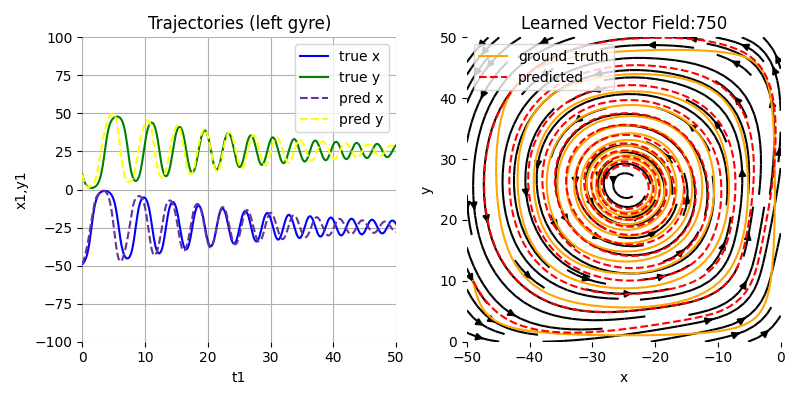 Trajectories (left gyre)
100
75
50
25
0
−25
−50
−75
−100
x1,y1
0
10
20
30
40
50
t1
true x
true y
pred x
pred y
Learned Vector Field:750
50
40
30
20
10
0
y
−50
−40
−30
−20
−10
0
x
ground_truth
predicted